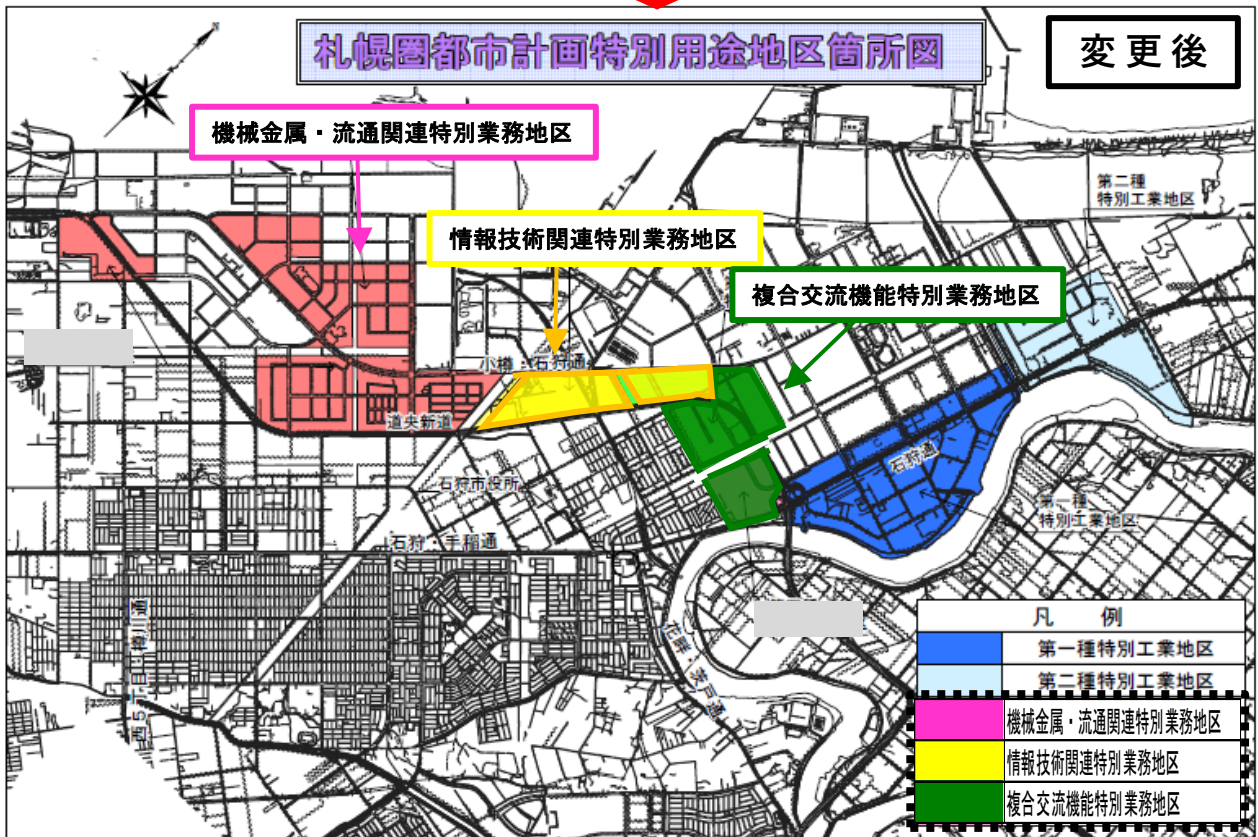 札幌圏都市計画特別用途地区箇所図
変更後
機械金属・流通関連特別業務地区
第二種
特別工業地区
情報技術関連特別業務地区
複合交流機能特別業務地区
小樽・石狩通
道央新道
石狩通
石狩市役所
第一種
特別工業地区
石狩・手稲通
花畔・茨戸通
西5丁目・樽川通
凡 例
第一種特別工業地区
第二種特別工業地区
機械金属・流通関連特別業務地区
情報技術関連特別業務地区
複合交流機能特別業務地区